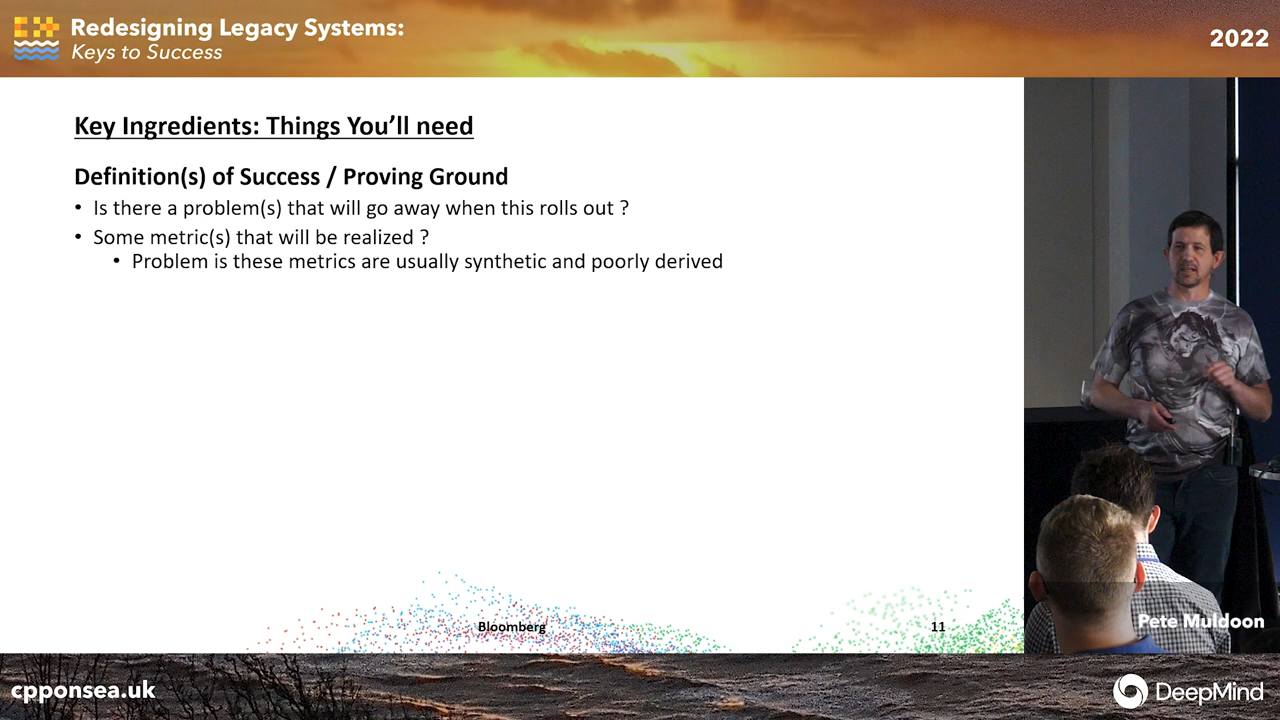 Redesigning Legacy Systems:
Keys to Success
2022
Key Ingredients: Things You’ll need
Definition(s) of Success / Proving Ground
• Is there a problem(s) that will go away when this rolls out ?
• Some metric(s) that will be realized ?
• Problem is these metrics are usually synthetic and poorly derived
Bloomberg
11
Pete Muldoon
cpponsea.uk
DeepMind